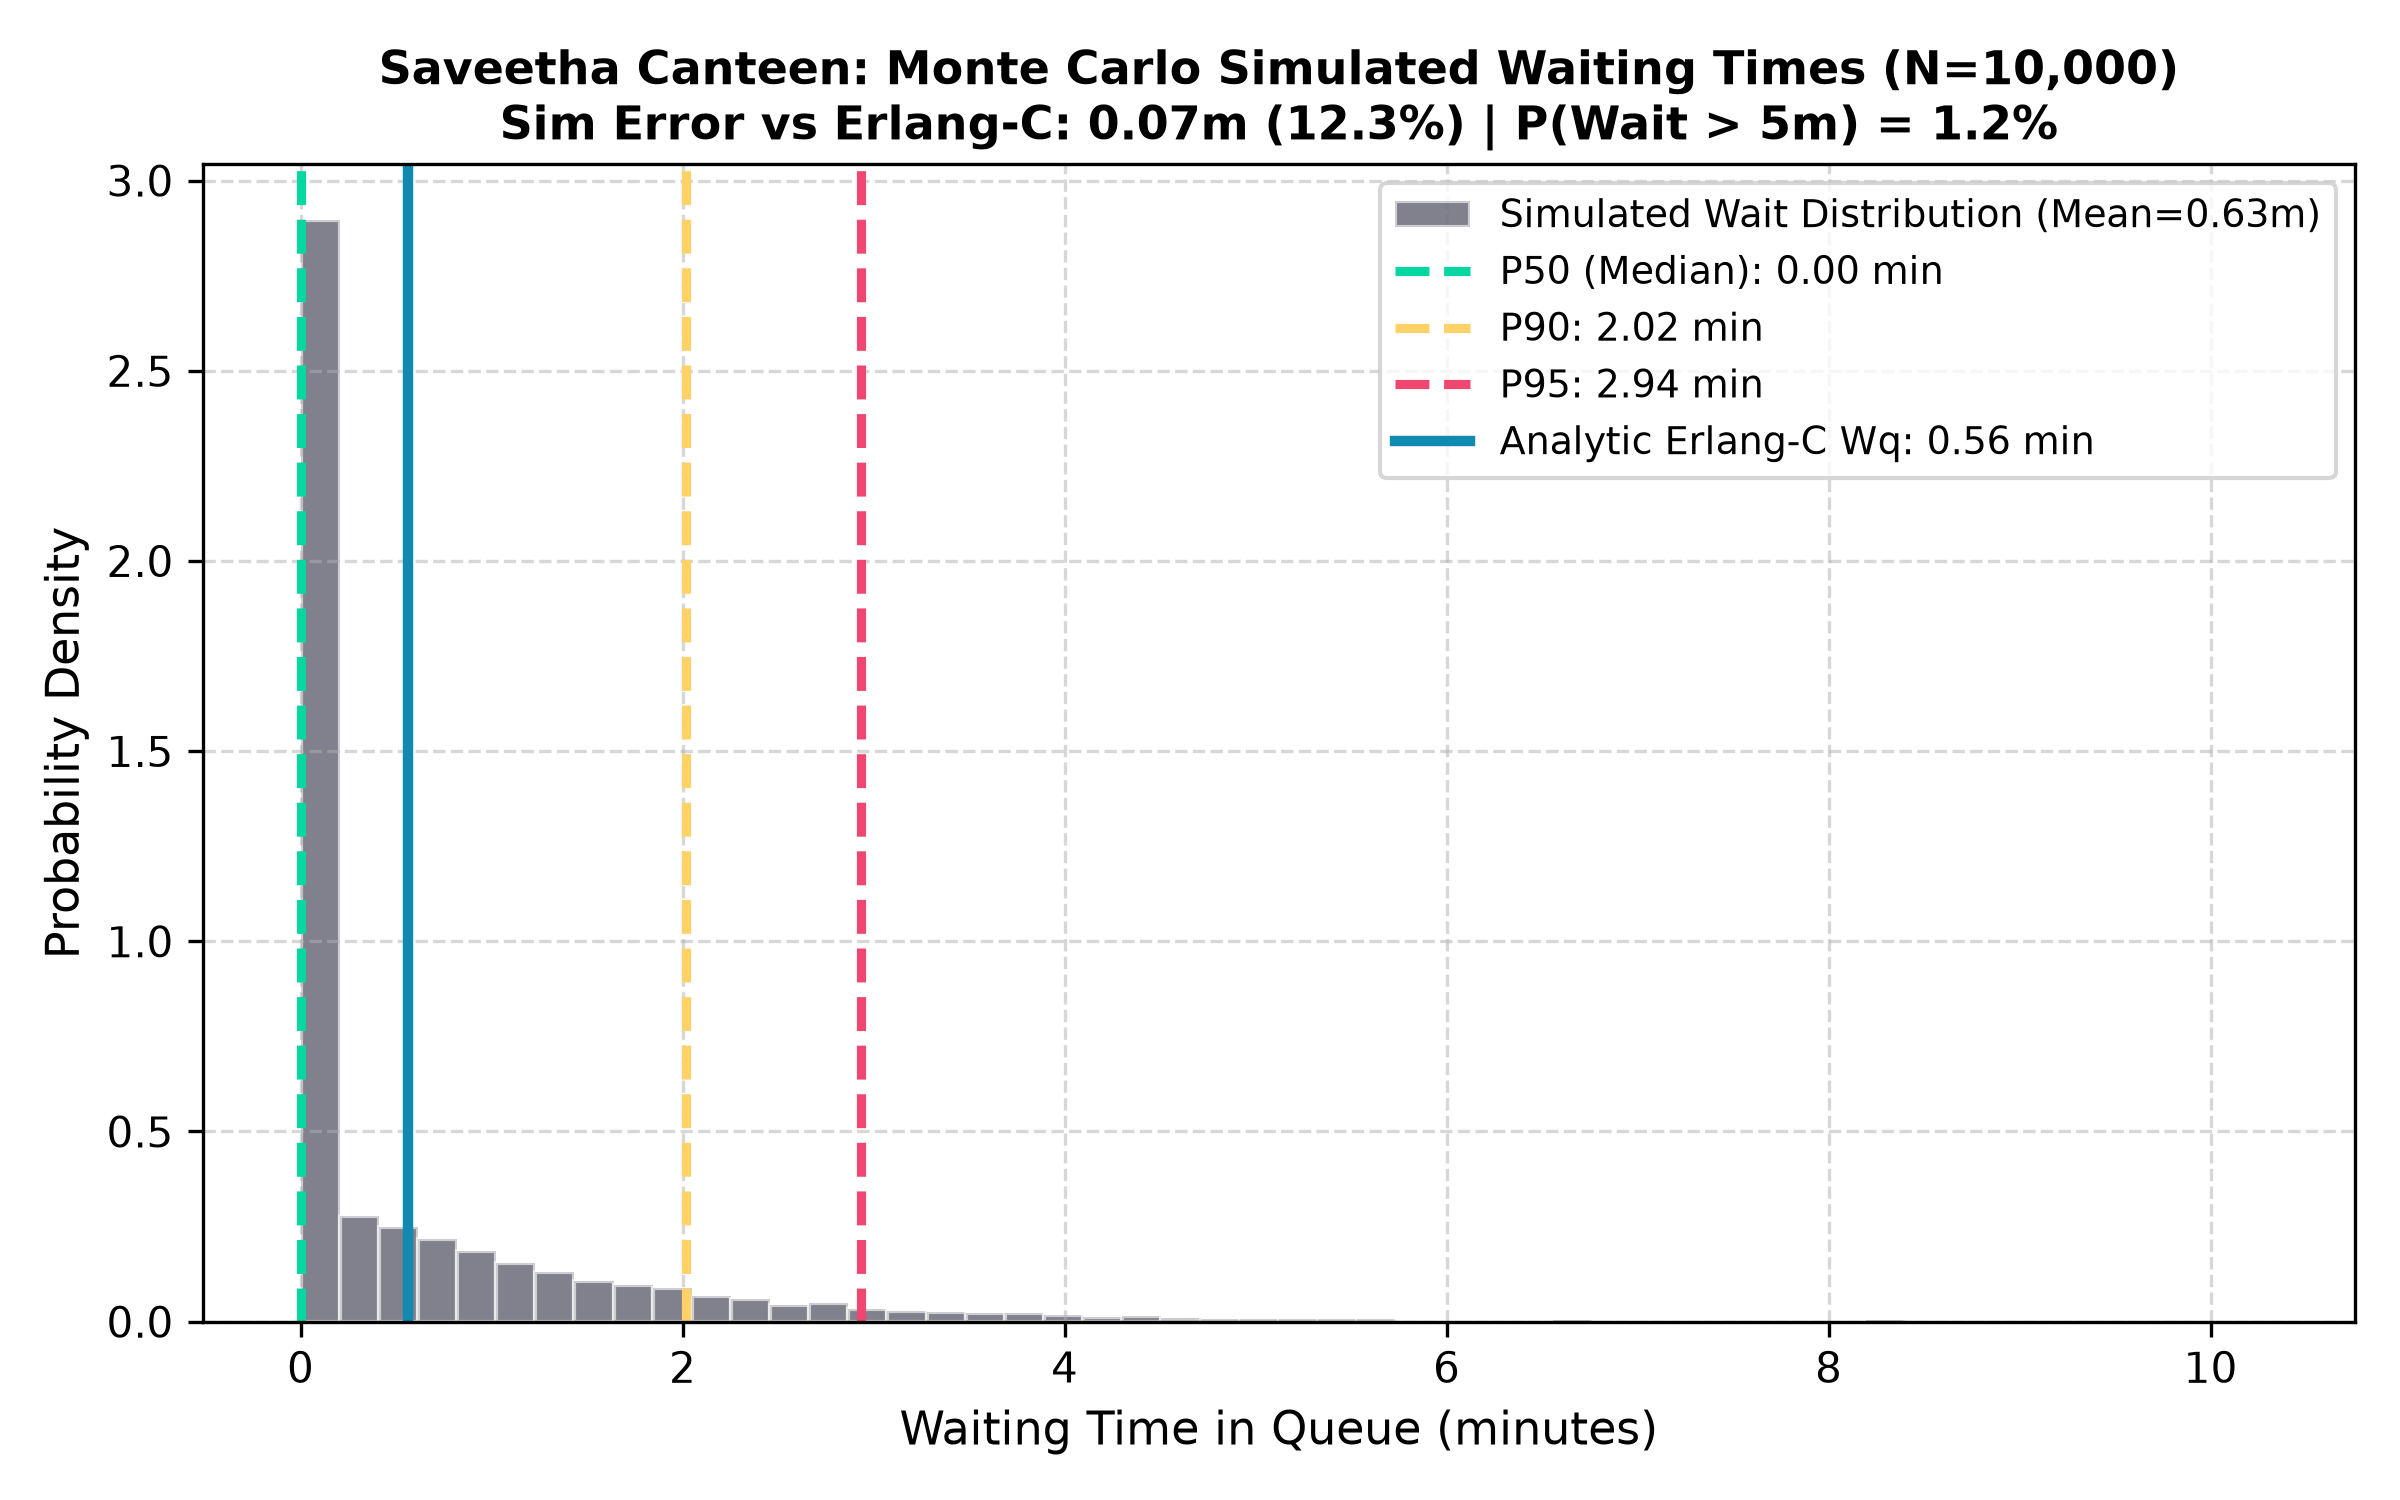 Saveetha Canteen: Monte Carlo Simulated Waiting Times (N=10,000)
Sim Error vs Erlang-C: 0.07m (12.3%) | P(Wait > 5m) = 1.2%
Simulated Wait Distribution (Mean=0.63m)
P50 (Median): 0.00 min
P90: 2.02 min
P95: 2.94 min
Analytic Erlang-C Wq: 0.56 min
Probability Density
3.0
2.5
2.0
1.5
1.0
0.5
0.0
0
2
4
6
8
10
Waiting Time in Queue (minutes)